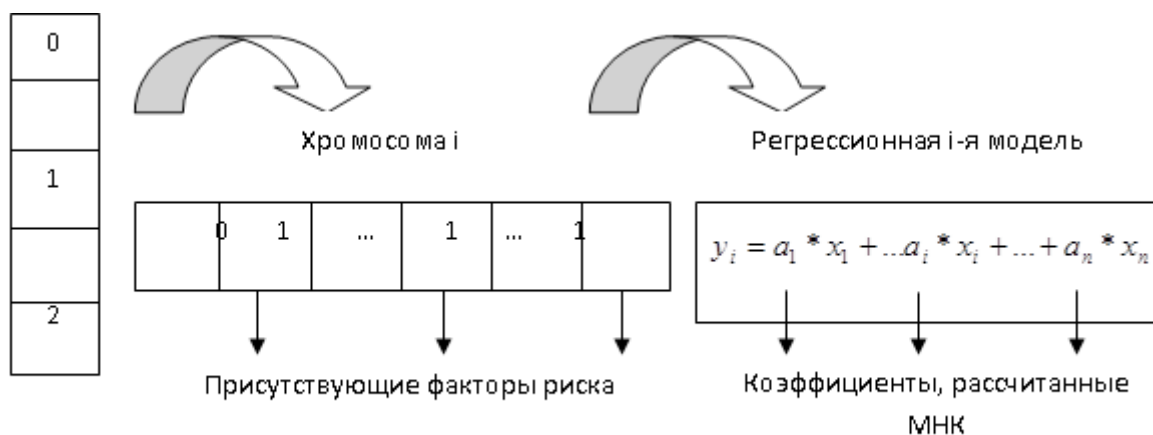 0
1
2
Хромосома i
Регрессионная i-я модель
0 1 ... 1 ... 1
y_i = a_1 * x_1 + ...a_i * x_i + ... + a_n * x_n
Присутствующие факторы риска
Коэффициенты, рассчитанные
МНК